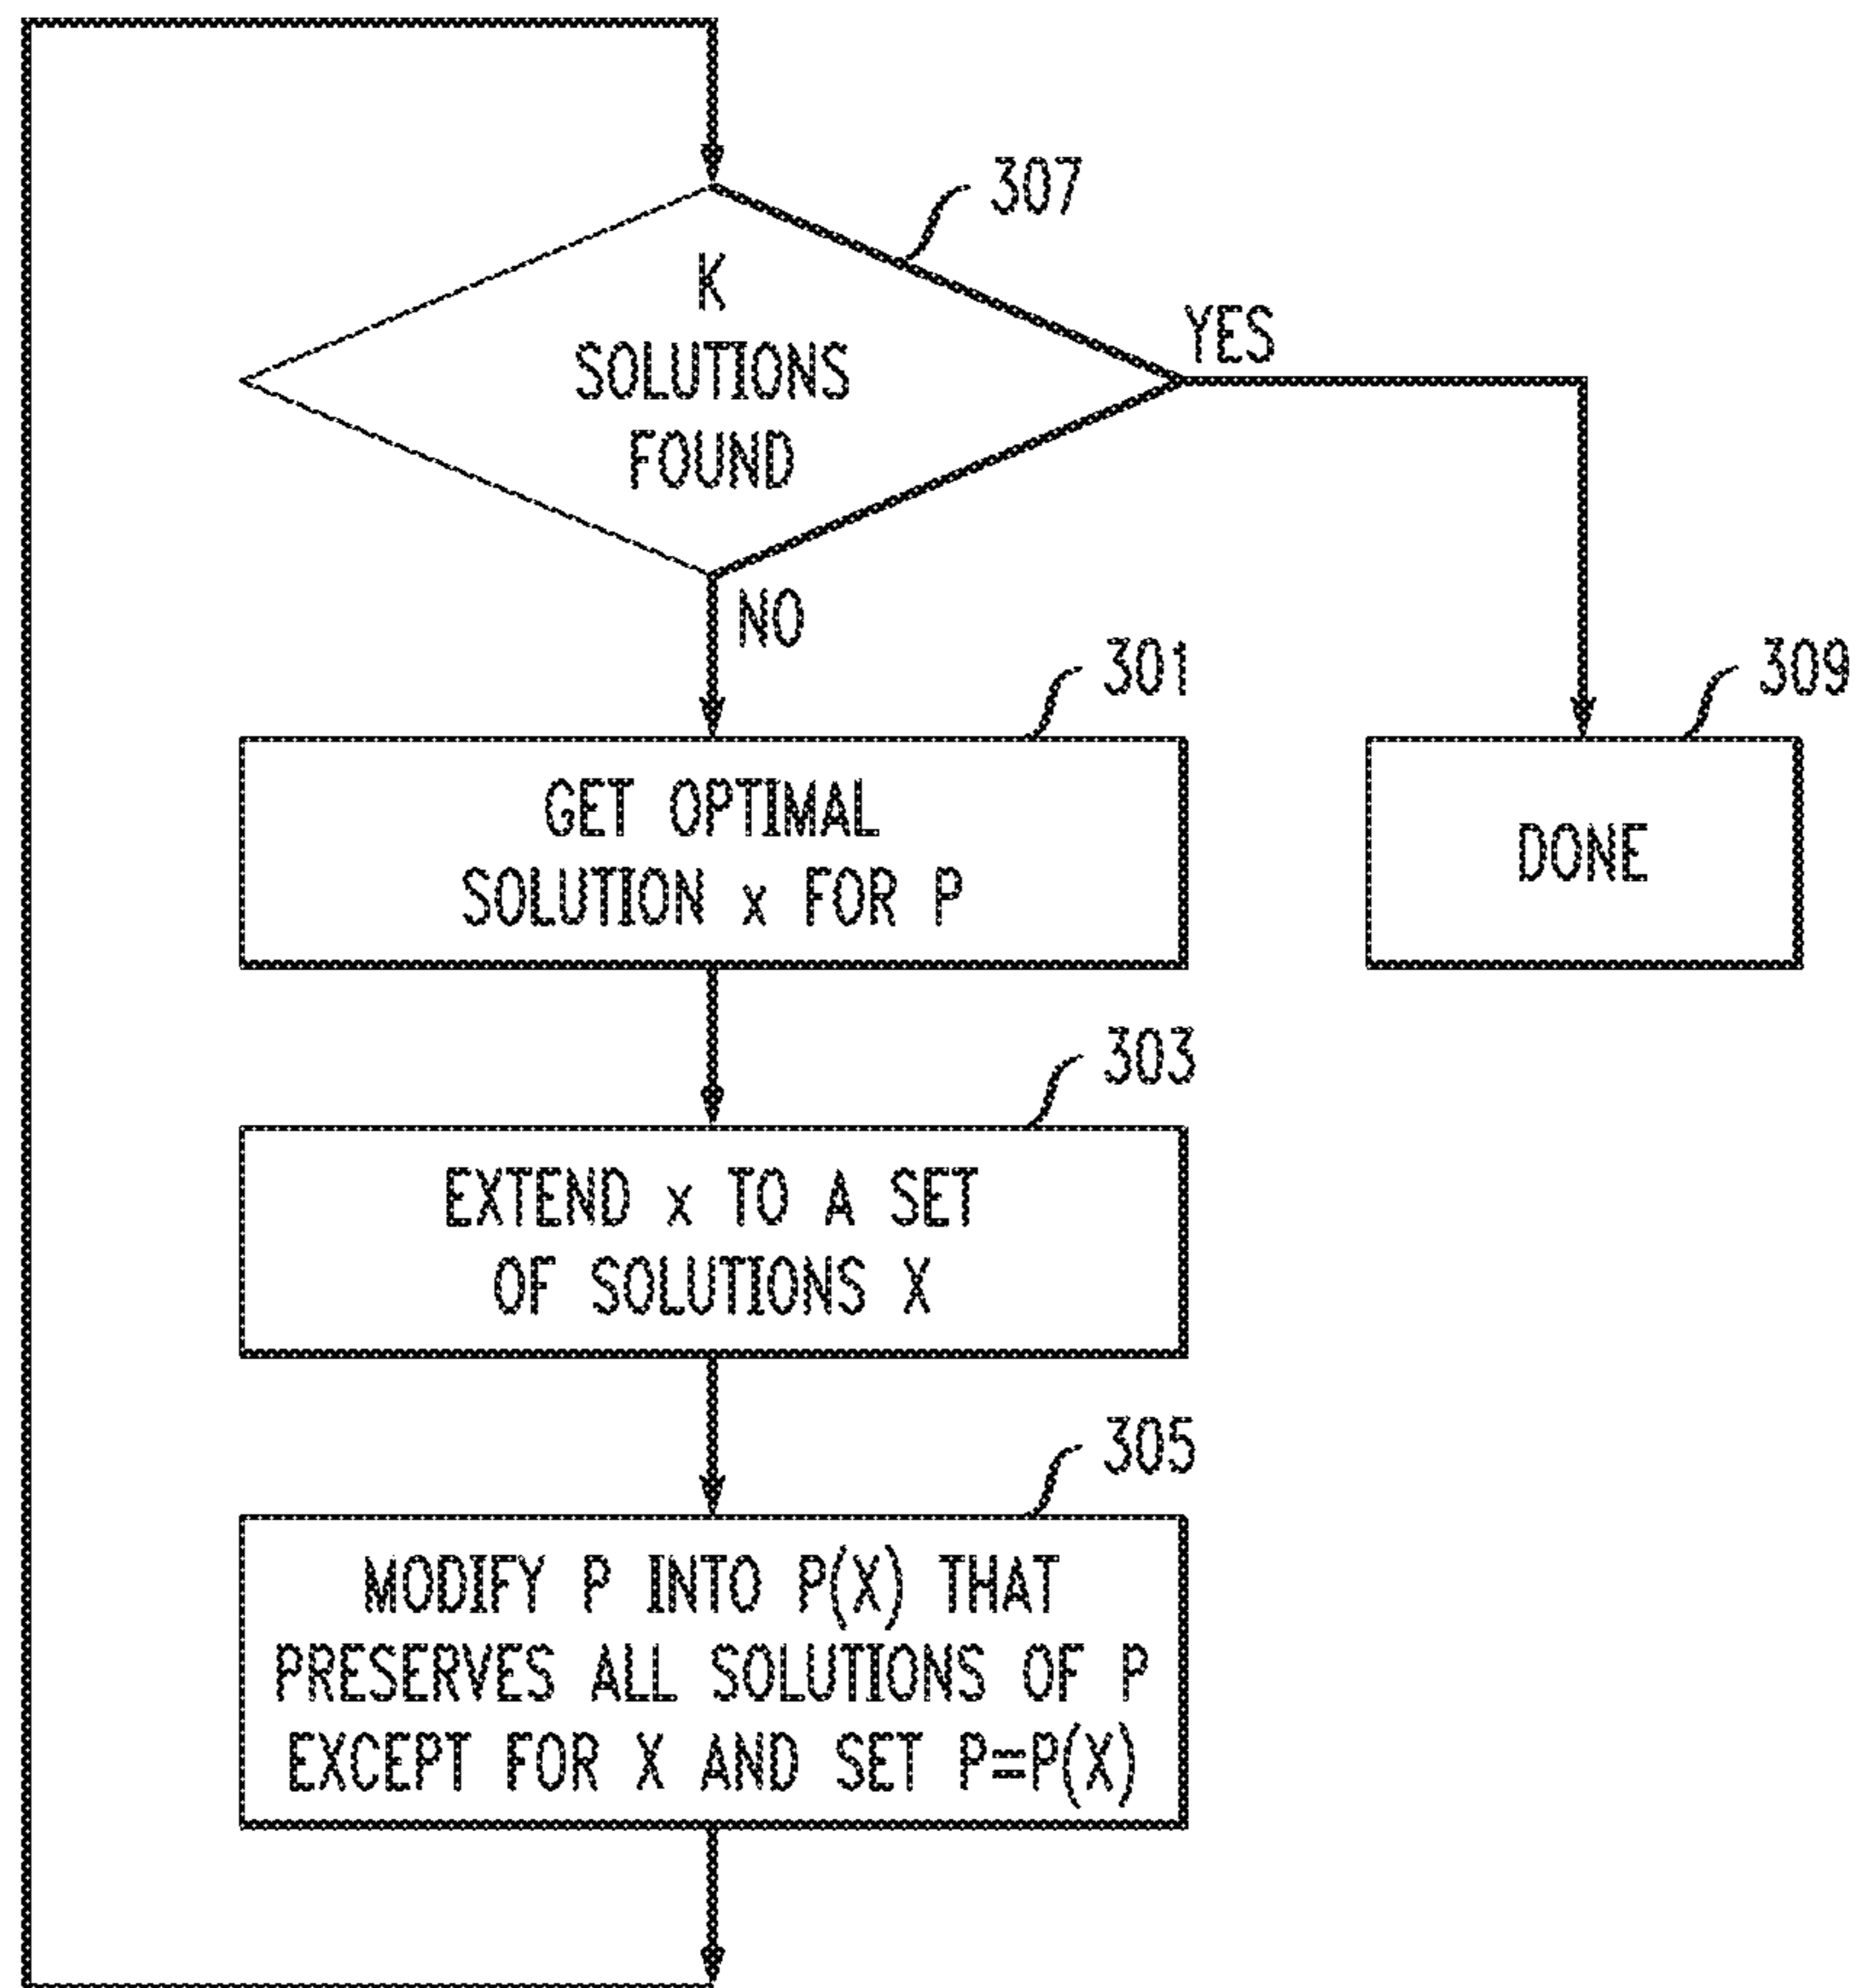 307
K
SOLUTIONS
FOUND
YES
NO
301
GET OPTIMAL
SOLUTION x FOR P
309
DONE
303
EXTEND x TO A SET
OF SOLUTIONS X
305
MODIFY P INTO P(X) THAT
PRESERVES ALL SOLUTIONS OF P
EXCEPT FOR X AND SET P=P(X)